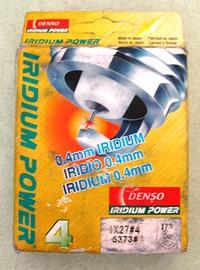 DENSO
IRIDIUM POWER
IRIDIUM POWER
0.4mm IRIDIUM
IRIDIO 0.4mm
IRIDIUM 0.4mm
4
DENSO
IRIDIUM POWER
IX27#4
5373#